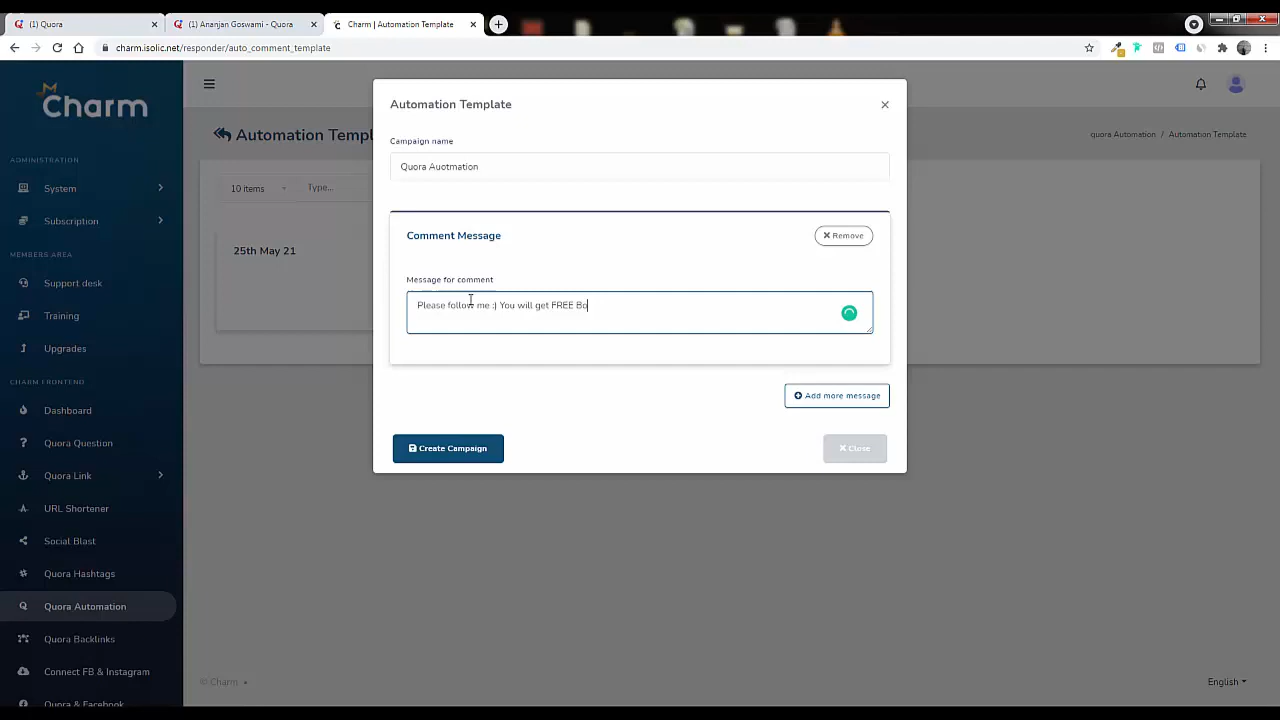 (1) Quora
(1) Ananjan Goswami - Quora
Charm | Automation Template
charm.isolic.net/responder/auto_comment_template
Charm
ADMINISTRATION
System
Subscription
MEMBERS AREA
Support desk
Training
Upgrades
CHARM FRONTEND
Dashboard
Quora Question
Quora Link
URL Shortener
Social Blast
Quora Hashtags
Quora Automation
Quora Backlinks
Connect FB & Instagram
Quora & Facebook
Automation Templ
quora Automation / Automation Template
10 items
Type...
25th May 21
Automation Template
Campaign name
Quora Auotmation
Comment Message
Remove
Message for comment
Please follow me :) You will get FREE Bo
Add more message
Create Campaign
Close
© Charm
English